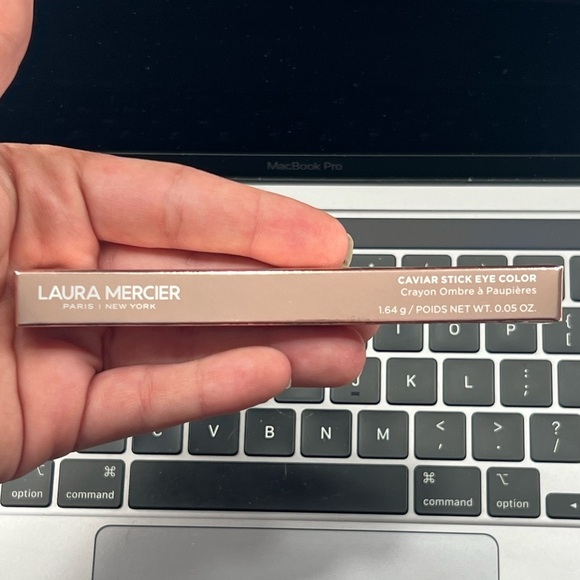 MacBook Pro
LAURA MERCIER
PARIS | NEW YORK
CAVIAR STICK EYE COLOR
Crayon Ombre à Paupières
1.64 g / POIDS NET WT. 0.05 OZ.
I O P
J K L : ;
C V B N M < , > . ? /
option ⌘ command ⌘ command ⌥ option